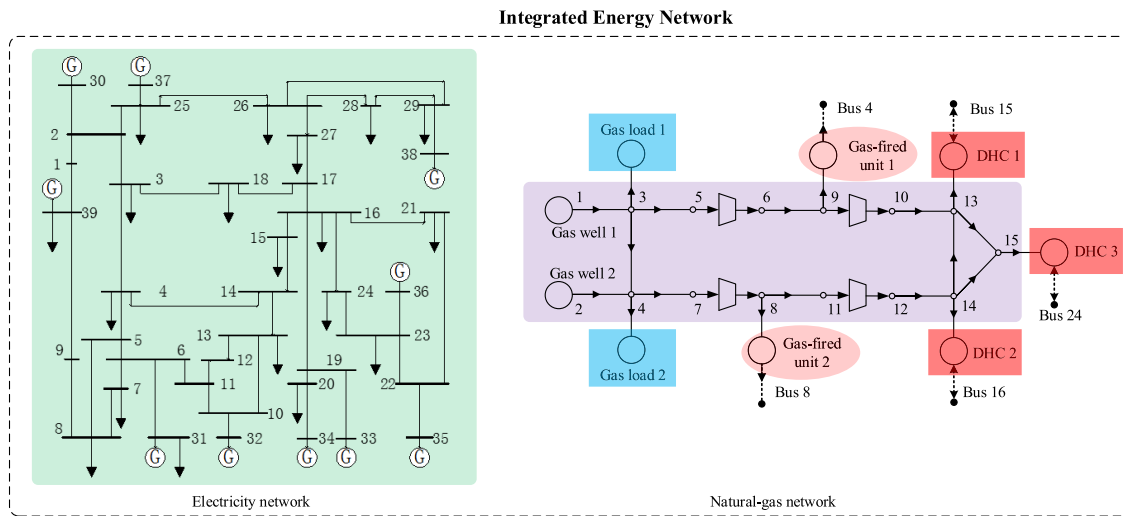 Integrated Energy Network
G
30
G
37
25
26
28
29
2
27
1
G
38
G
39
3
18
17
16
21
15
G
4
14
24
36
5
13
23
9
6
12
19
7
11
20
22
10
8
31
32
34
33
35
G
G
G
G
G
Electricity network
Bus 4
Bus 15
Gas load 1
Gas-fired
unit 1
DHC 1
1
3
5
6
9
10
13
Gas well 1
15
DHC 3
Gas well 2
2
4
7
8
11
12
14
Bus 24
Gas load 2
Gas-fired
unit 2
DHC 2
Bus 8
Bus 16
Natural-gas network